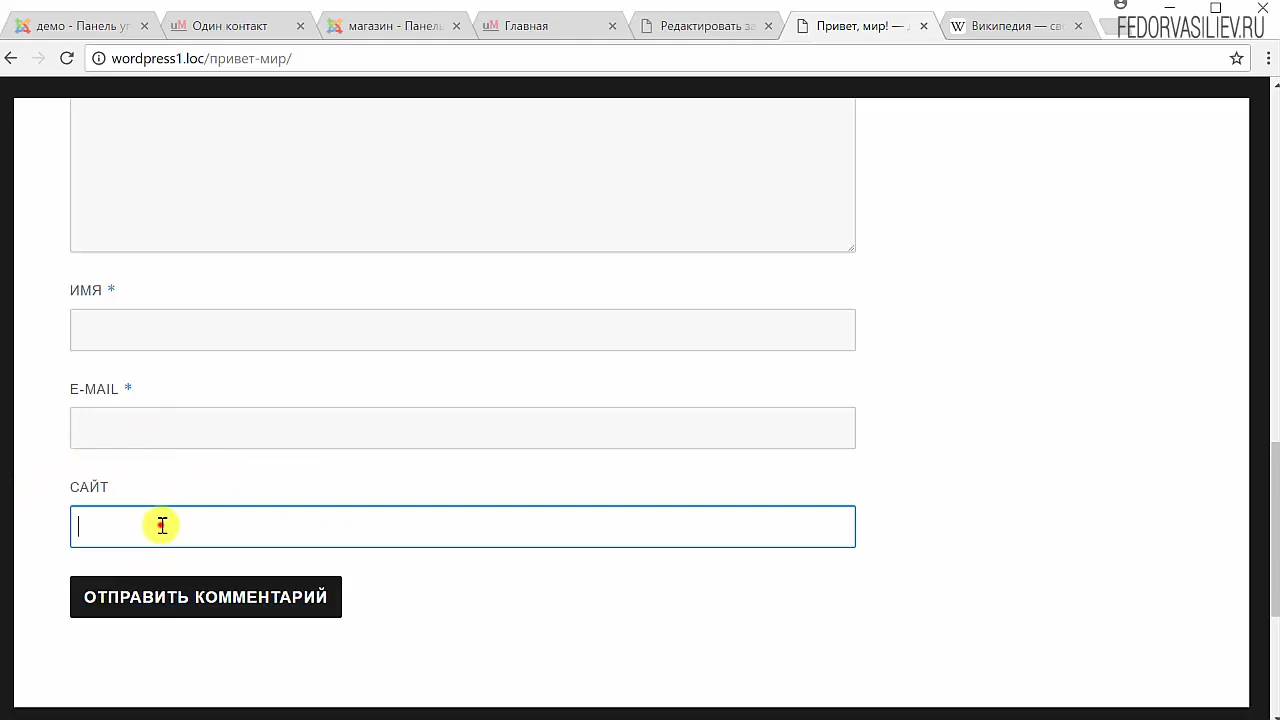 демо - Панель уп
Один контакт
магазин - Панель
Главная
Редактировать за
Привет, мир! —
Википедия — сво
FEDORVASILIEV.RU
wordpress1.loc/привет-мир/
ИМЯ *
E-MAIL *
САЙТ
ОТПРАВИТЬ КОММЕНТАРИЙ